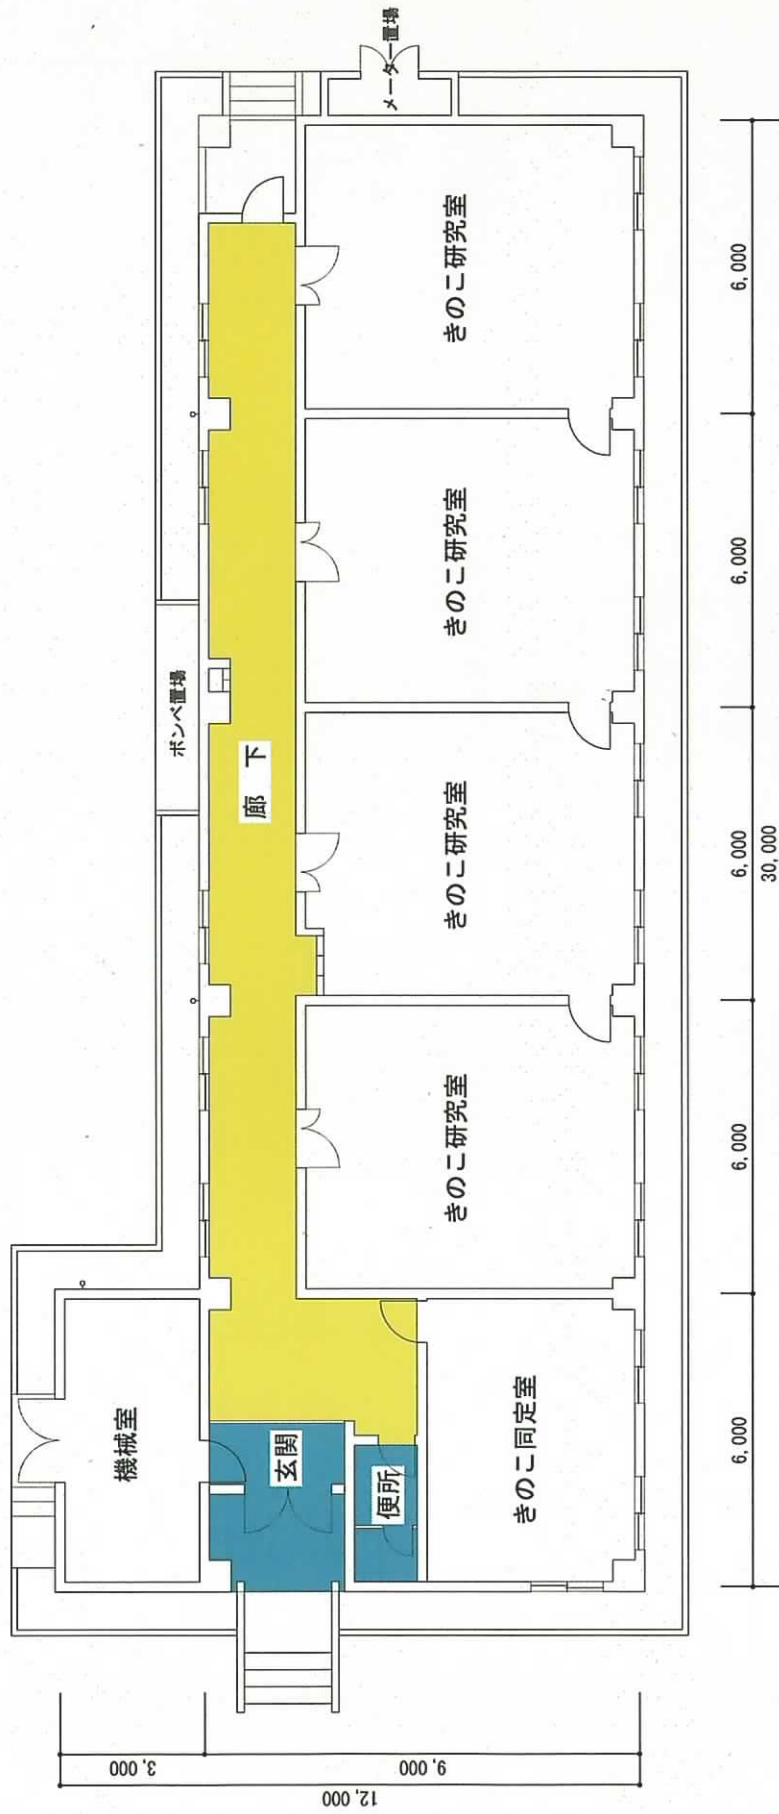 機械室
玄関
便所
きのこ同定室
廊 下
ボンベ置場
きのこ研究室
きのこ研究室
きのこ研究室
きのこ研究室
メーター置場
3,000
9,000
12,000
6,000
6,000
6,000
6,000
6,000
30,000